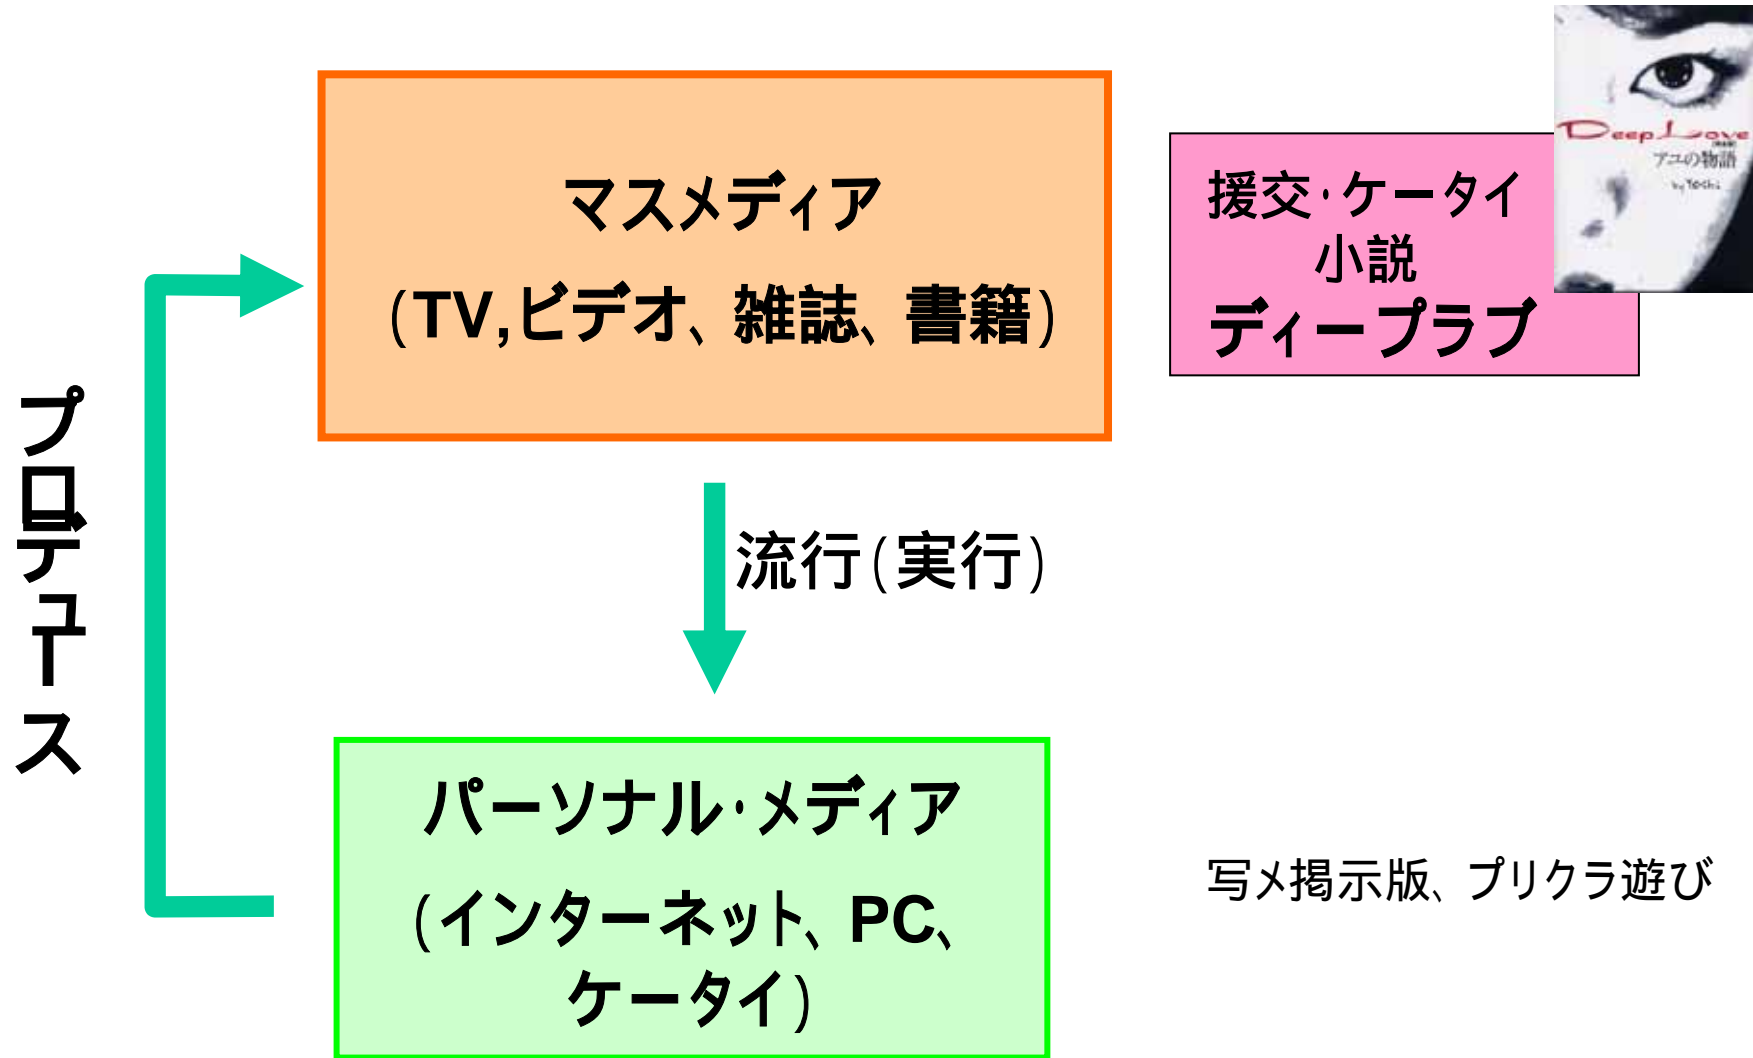 マスメディア
(TV,ビデオ、雑誌、書籍)
援交・ケータイ
小説
ディープラブ
Deep Love
アユの物語
by Yoshi
プロデュース
流行(実行)
パーソナル・メディア
(インターネット、PC、
ケータイ)
写メ掲示版、プリクラ遊び